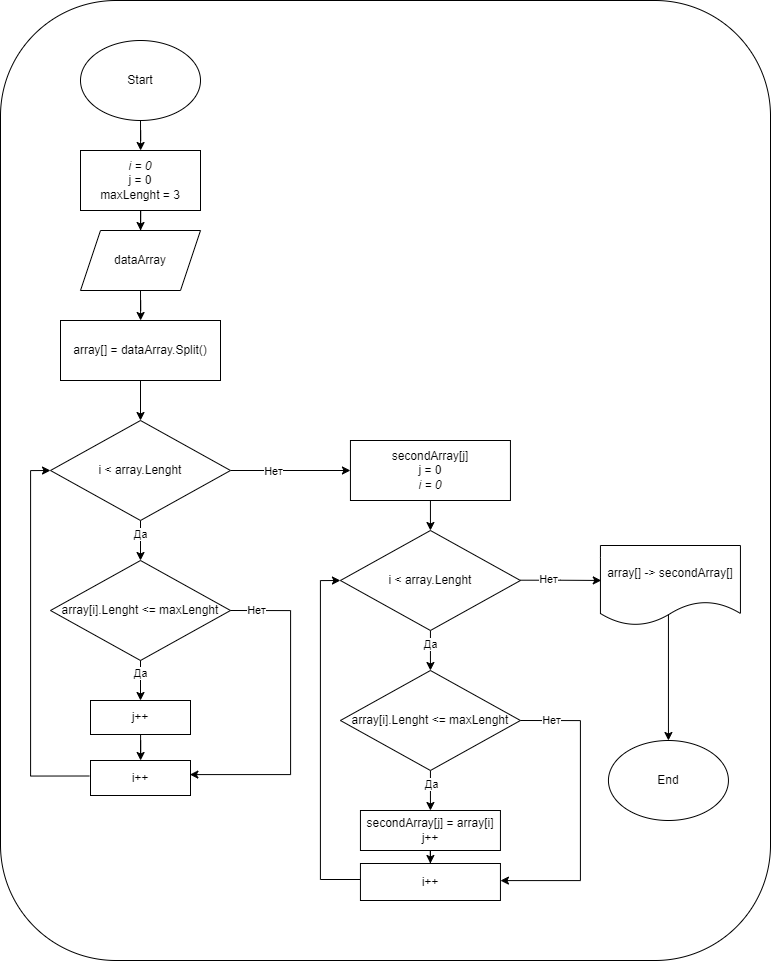 Start
i = 0
j = 0
maxLenght = 3
dataArray
array[] = dataArray.Split()
i < array.Lenght
Нет
Да
array[i].Lenght <= maxLenght
Нет
Да
j++
i++
secondArray[j]
j = 0
i = 0
i < array.Lenght
Нет
Да
array[i].Lenght <= maxLenght
Нет
Да
secondArray[j] = array[i]
j++
i++
array[] -> secondArray[]
End